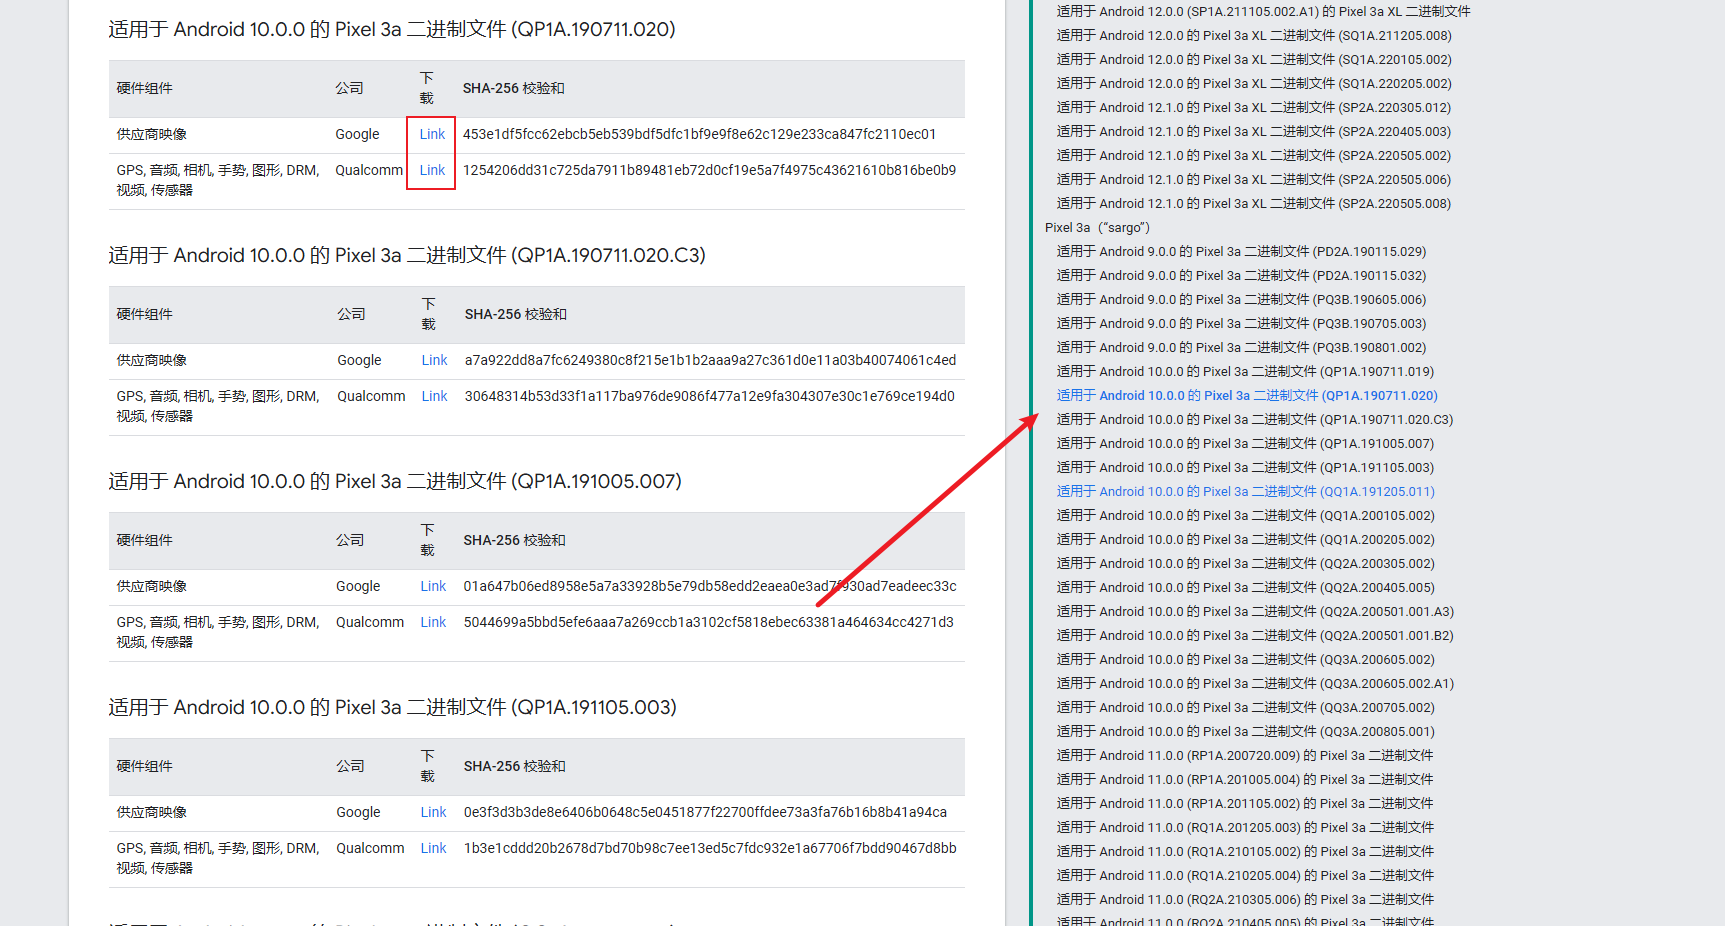 适用于 Android 10.0.0 的 Pixel 3a 二进制文件 (QP1A.190711.020)
硬件组件 公司 下载 SHA-256 校验和
供应商映像 Google Link 453e1df5fcc62ebcb5eb539bdf5dfc1bf9e9f8e62c129e233ca847fc2110ec01
GPS, 音频, 相机, 手势, 图形, DRM, Qualcomm Link 1254206dd31c725da7911b89481eb72d0cf19e5a7f4975c43621610b816be0b9
视频, 传感器
适用于 Android 10.0.0 的 Pixel 3a 二进制文件 (QP1A.190711.020.C3)
硬件组件 公司 下载 SHA-256 校验和
供应商映像 Google Link a7a922dd8a7fc6249380c8f215e1b1b2aaa9a27c361d0e11a03b40074061c4ed
GPS, 音频, 相机, 手势, 图形, DRM, Qualcomm Link 30648314b53d33f1a117ba976de9086f477a12e9fa304307e30c1e769ce194d0
视频, 传感器
适用于 Android 10.0.0 的 Pixel 3a 二进制文件 (QP1A.191005.007)
硬件组件 公司 下载 SHA-256 校验和
供应商映像 Google Link 01a647b06ed8958e5a7a33928b5e79db58edd2eaea0e3ad7f930ad7eadeec33c
GPS, 音频, 相机, 手势, 图形, DRM, Qualcomm Link 5044699a5bbd5efe6aaa7a269ccb1a3102cf5818ebec63381a464634cc4271d3
视频, 传感器
适用于 Android 10.0.0 的 Pixel 3a 二进制文件 (QP1A.191105.003)
硬件组件 公司 下载 SHA-256 校验和
供应商映像 Google Link 0e3f3d3b3de8e6406b0648c5e0451877f22700ffdee73a3fa76b16b8b41a94ca
GPS, 音频, 相机, 手势, 图形, DRM, Qualcomm Link 1b3e1cddd20b2678d7bd70b98c7ee13ed5c7fdc932e1a67706f7bdd90467d8bb
视频, 传感器
适用于 Android 12.0.0 (SP1A.211105.002.A1) 的 Pixel 3a XL 二进制文件
适用于 Android 12.0.0 的 Pixel 3a XL 二进制文件 (SQ1A.211205.008)
适用于 Android 12.0.0 的 Pixel 3a XL 二进制文件 (SQ1A.220105.002)
适用于 Android 12.0.0 的 Pixel 3a XL 二进制文件 (SQ1A.220205.002)
适用于 Android 12.1.0 的 Pixel 3a XL 二进制文件 (SP2A.220305.012)
适用于 Android 12.1.0 的 Pixel 3a XL 二进制文件 (SP2A.220405.003)
适用于 Android 12.1.0 的 Pixel 3a XL 二进制文件 (SP2A.220505.002)
适用于 Android 12.1.0 的 Pixel 3a XL 二进制文件 (SP2A.220505.006)
适用于 Android 12.1.0 的 Pixel 3a XL 二进制文件 (SP2A.220505.008)
Pixel 3a（“sargo”）
适用于 Android 9.0.0 的 Pixel 3a 二进制文件 (PD2A.190115.029)
适用于 Android 9.0.0 的 Pixel 3a 二进制文件 (PD2A.190115.032)
适用于 Android 9.0.0 的 Pixel 3a 二进制文件 (PQ3B.190605.006)
适用于 Android 9.0.0 的 Pixel 3a 二进制文件 (PQ3B.190705.003)
适用于 Android 9.0.0 的 Pixel 3a 二进制文件 (PQ3B.190801.002)
适用于 Android 10.0.0 的 Pixel 3a 二进制文件 (QP1A.190711.019)
适用于 Android 10.0.0 的 Pixel 3a 二进制文件 (QP1A.190711.020)
适用于 Android 10.0.0 的 Pixel 3a 二进制文件 (QP1A.190711.020.C3)
适用于 Android 10.0.0 的 Pixel 3a 二进制文件 (QP1A.191005.007)
适用于 Android 10.0.0 的 Pixel 3a 二进制文件 (QP1A.191105.003)
适用于 Android 10.0.0 的 Pixel 3a 二进制文件 (QQ1A.191205.011)
适用于 Android 10.0.0 的 Pixel 3a 二进制文件 (QQ1A.200105.002)
适用于 Android 10.0.0 的 Pixel 3a 二进制文件 (QQ1A.200205.002)
适用于 Android 10.0.0 的 Pixel 3a 二进制文件 (QQ2A.200305.002)
适用于 Android 10.0.0 的 Pixel 3a 二进制文件 (QQ2A.200405.005)
适用于 Android 10.0.0 的 Pixel 3a 二进制文件 (QQ2A.200501.001.A3)
适用于 Android 10.0.0 的 Pixel 3a 二进制文件 (QQ2A.200501.001.B2)
适用于 Android 10.0.0 的 Pixel 3a 二进制文件 (QQ3A.200605.002)
适用于 Android 10.0.0 的 Pixel 3a 二进制文件 (QQ3A.200605.002.A1)
适用于 Android 10.0.0 的 Pixel 3a 二进制文件 (QQ3A.200705.002)
适用于 Android 10.0.0 的 Pixel 3a 二进制文件 (QQ3A.200805.001)
适用于 Android 11.0.0 (RP1A.200720.009) 的 Pixel 3a 二进制文件
适用于 Android 11.0.0 (RP1A.201005.004) 的 Pixel 3a 二进制文件
适用于 Android 11.0.0 (RP1A.201105.002) 的 Pixel 3a 二进制文件
适用于 Android 11.0.0 (RQ1A.201205.003) 的 Pixel 3a 二进制文件
适用于 Android 11.0.0 (RQ1A.210105.002) 的 Pixel 3a 二进制文件
适用于 Android 11.0.0 (RQ1A.210205.004) 的 Pixel 3a 二进制文件
适用于 Android 11.0.0 (RQ2A.210305.006) 的 Pixel 3a 二进制文件
适用于 Android 11.0.0 (RQ2A.210405.005) 的 Pixel 3a 二进制文件